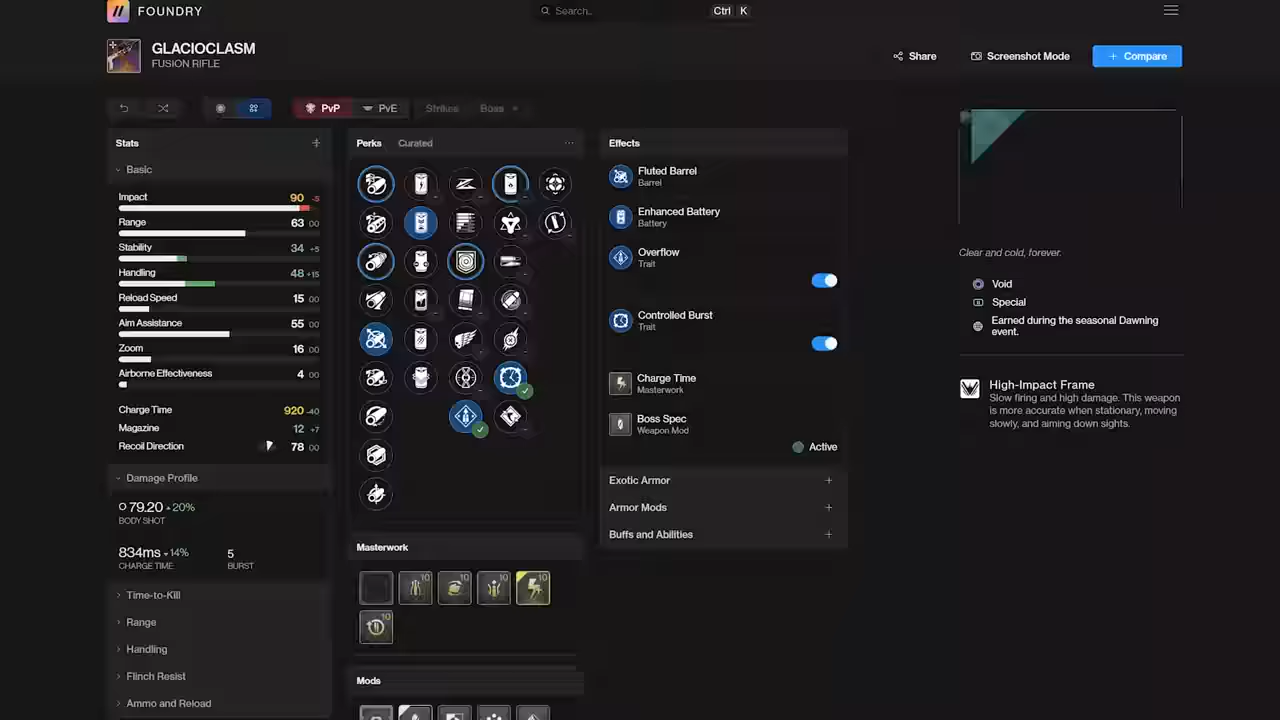 FOUNDRY
Search..
Ctrl K
GLACIOCLASM
FUSION RIFLE
Share
Screenshot Mode
+ Compare
PvP
PvE
Strikes
Boss
Stats
Basic
Impact 90 -5
Range 63 00
Stability 34 +5
Handling 48 +15
Reload Speed 15 00
Aim Assistance 55 00
Zoom 16 00
Airborne Effectiveness 4 00
Charge Time 920 -40
Magazine 12 +7
Recoil Direction 78 00
Damage Profile
79.20 20%
BODY SHOT
834ms 14%
CHARGE TIME
5
BURST
Time-to-Kill
Range
Handling
Flinch Resist
Ammo and Reload
Perks Curated
Masterwork
10 10 10 10
10
Mods
Effects
Fluted Barrel
Barrel
Enhanced Battery
Battery
Overflow
Trait
Controlled Burst
Trait
Charge Time
Masterwork
Boss Spec
Weapon Mod
Active
Exotic Armor +
Armor Mods +
Buffs and Abilities +
Clear and cold, forever.
Void
Special
Earned during the seasonal Dawning
event.
High-Impact Frame
Slow firing and high damage. This weapon
is more accurate when stationary, moving
slowly, and aiming down sights.